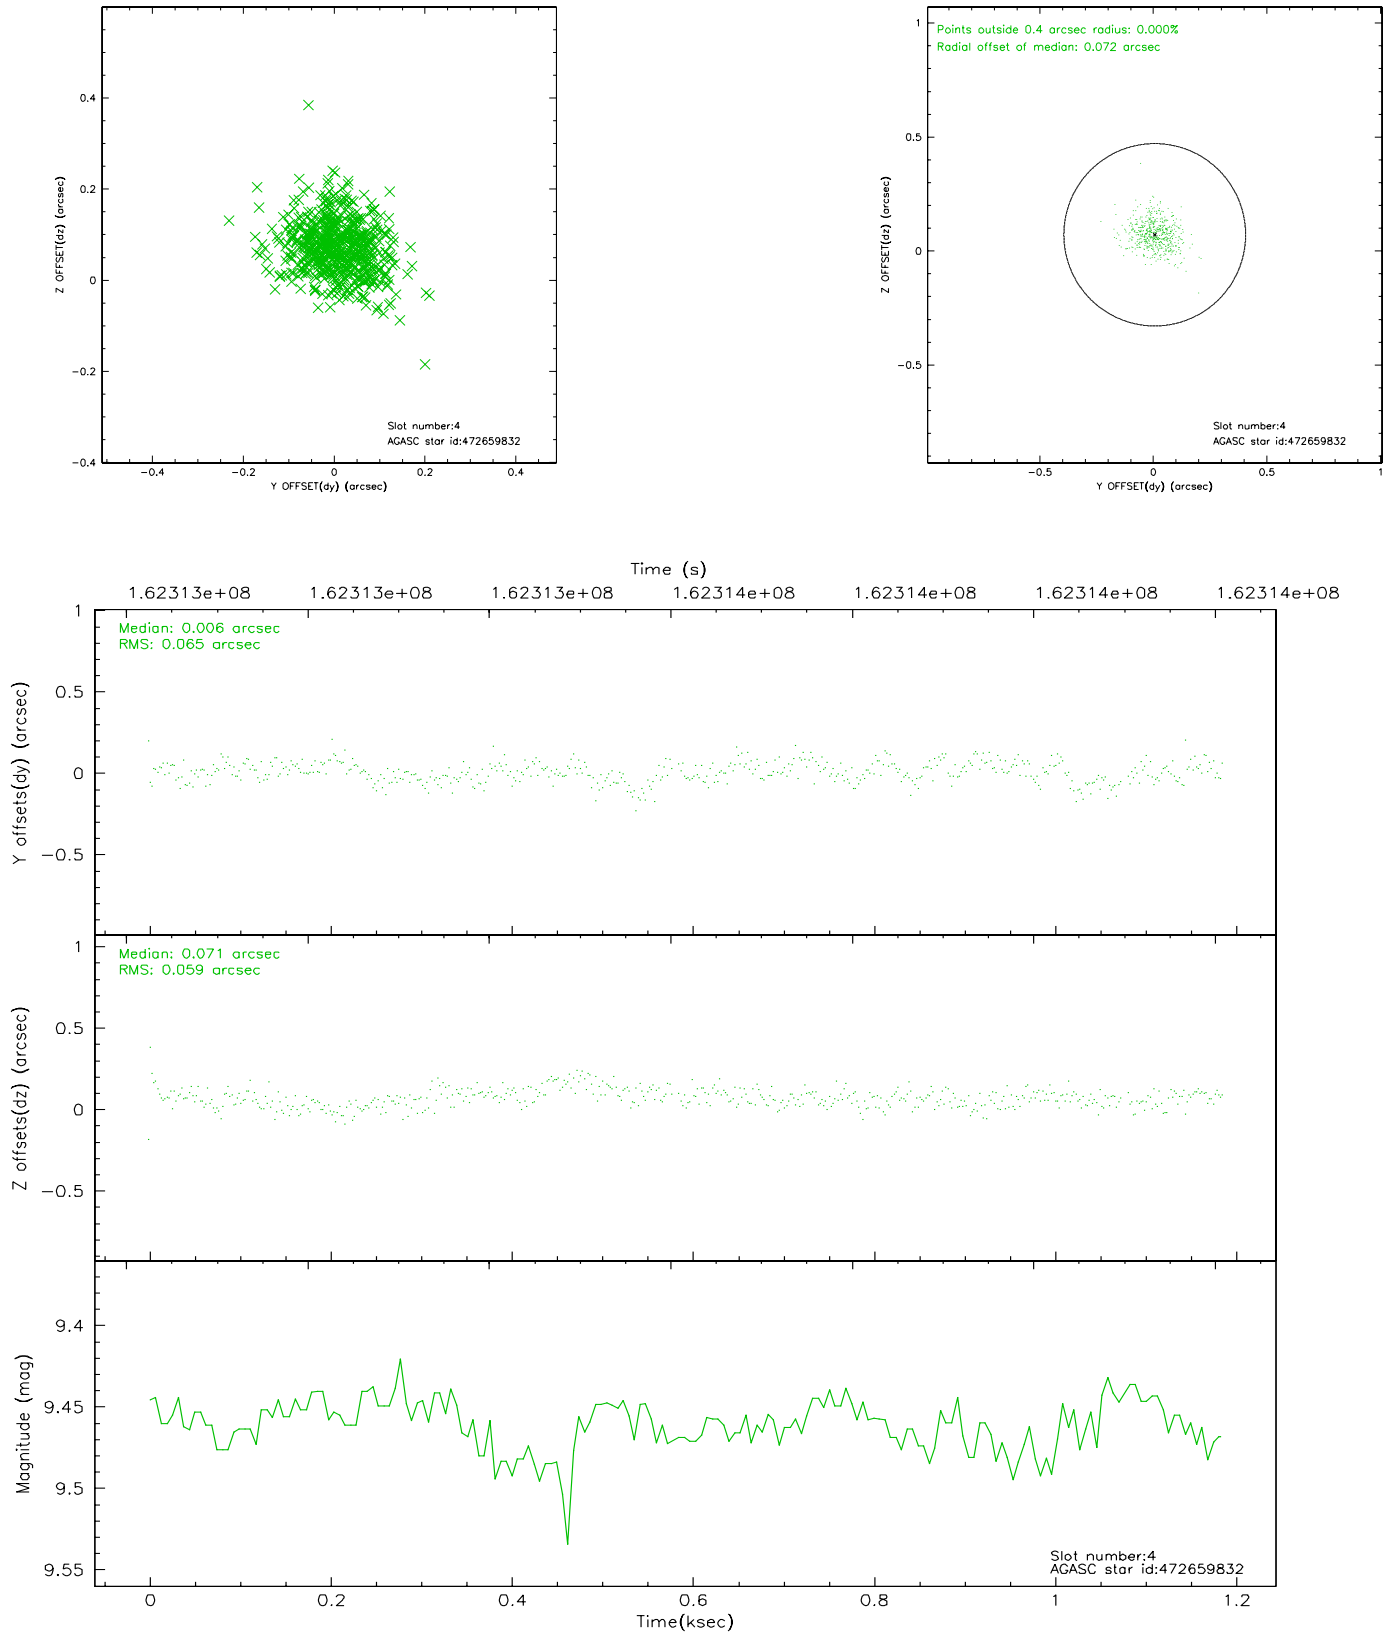 0.4
0.2
0
−0.2
−0.4
Z OFFSET(dz) (arcsec)
Slot number:4
AGASC star id:472659832
−0.4 −0.2 0 0.2 0.4
Y OFFSET(dy) (arcsec)
Points outside 0.4 arcsec radius: 0.000%
Radial offset of median: 0.072 arcsec
1
0.5
0
−0.5
Z OFFSET(dz) (arcsec)
Slot number:4
AGASC star id:472659832
−0.5 0 0.5 1
Y OFFSET(dy) (arcsec)
Time (s)
1.62313e+08 1.62313e+08 1.62313e+08 1.62314e+08 1.62314e+08 1.62314e+08 1.62314e+08
Median: 0.006 arcsec
RMS: 0.065 arcsec
1
0.5
0
−0.5
Y offsets(dy) (arcsec)
Median: 0.071 arcsec
RMS: 0.059 arcsec
1
0.5
0
−0.5
Z offsets(dz) (arcsec)
9.4
9.45
9.5
9.55
Magnitude (mag)
Slot number:4
AGASC star id:472659832
0 0.2 0.4 0.6 0.8 1 1.2
Time(ksec)